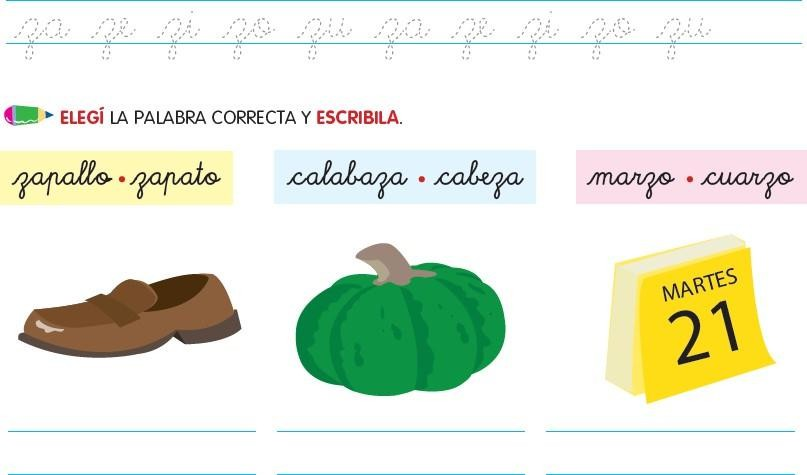 za ze zi zo zu za ze zi zo zu
ELEGÍ LA PALABRA CORRECTA Y ESCRIBILA.
zapallo • zapato
calabaza • cabeza
marzo • cuarzo
MARTES
21